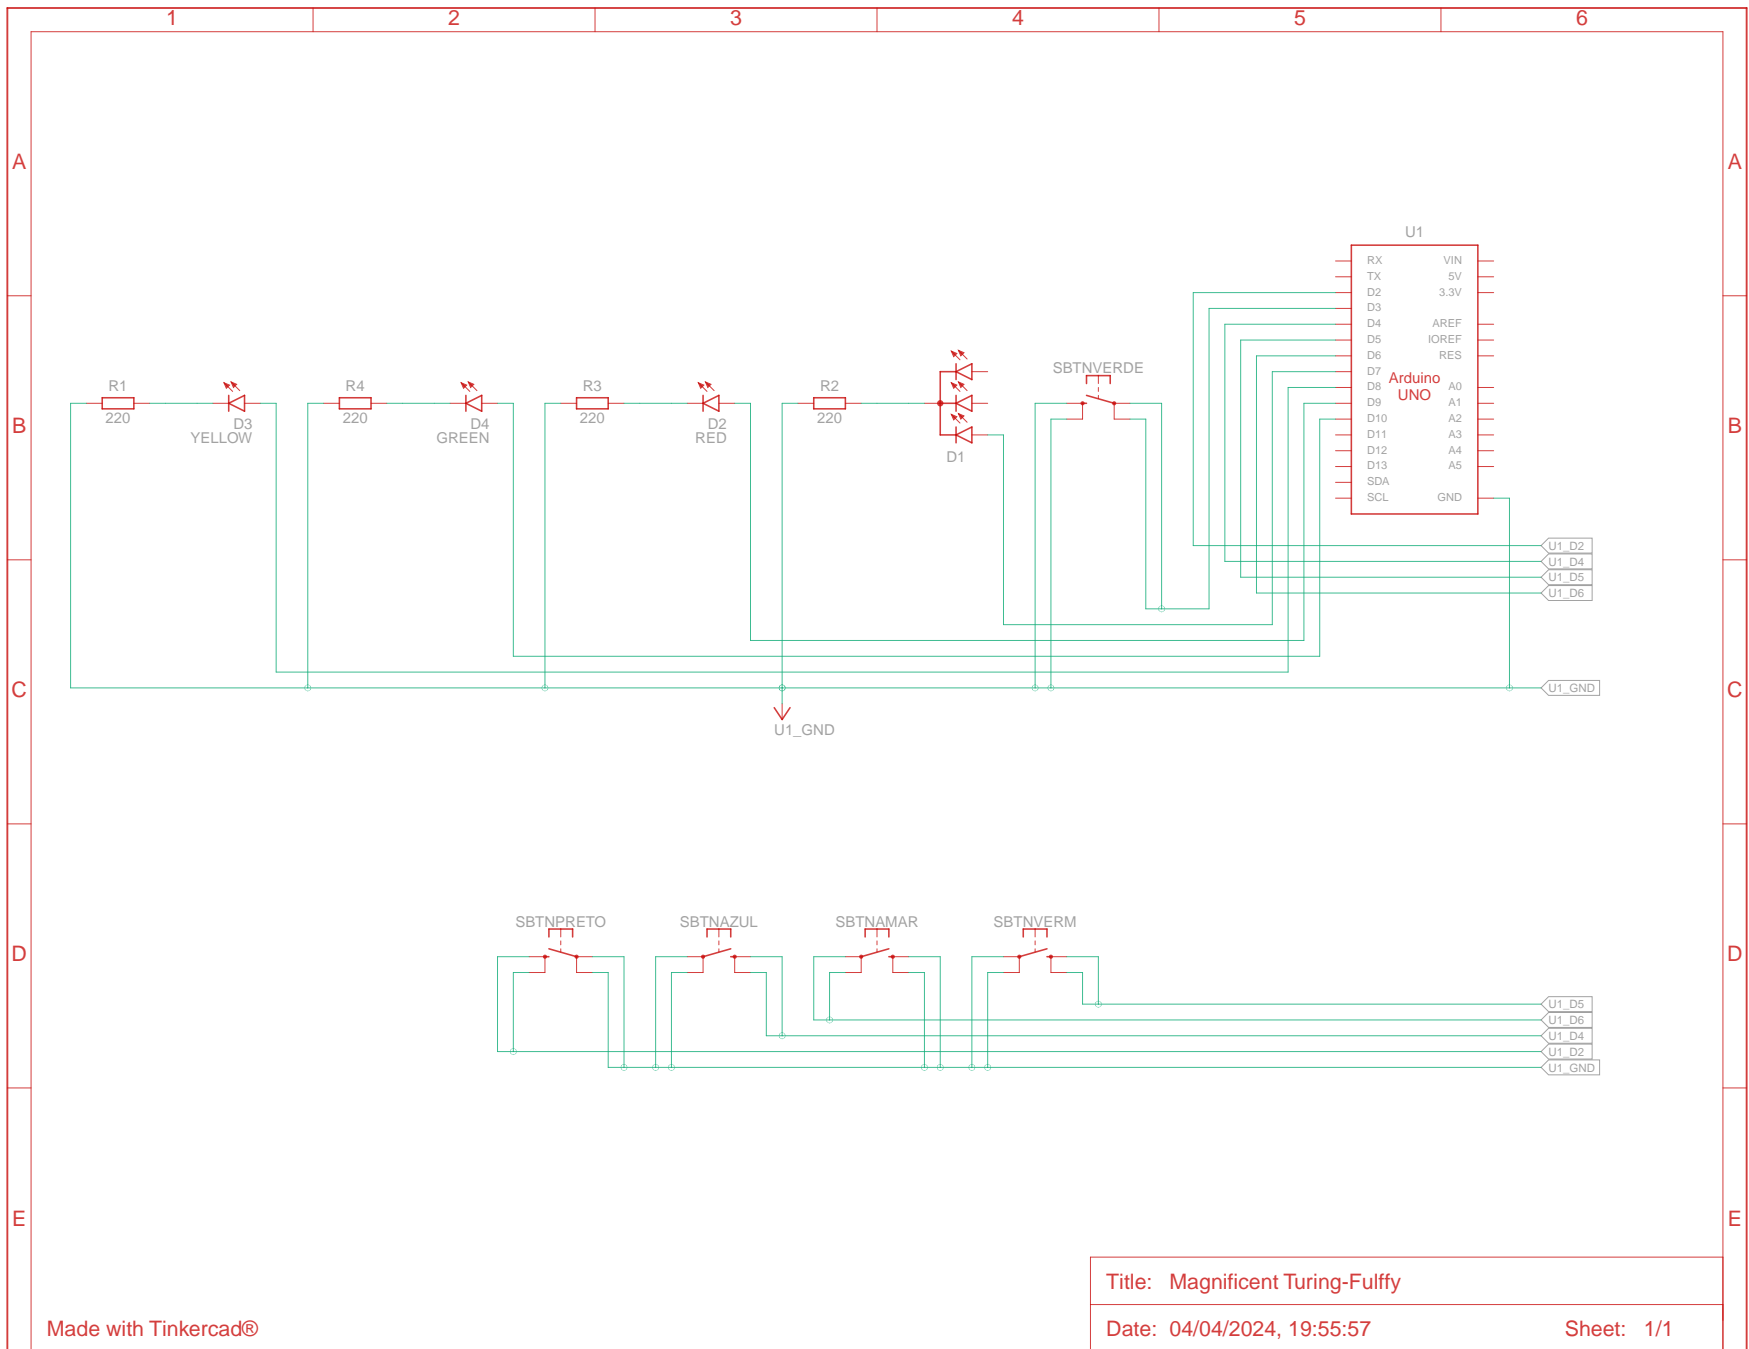 1 2 3 4 5 6
A A
U1
RX VIN
TX 5V
D2 3.3V
D3
D4 AREF
D5 IOREF
D6 RES
D7
Arduino
UNO
D8 A0
D9 A1
D10 A2
D11 A3
D12 A4
D13 A5
SDA
SCL GND
SBTNVERDE
R1 R4 R3 R2
220 220 220 220
D3 D4 D2
YELLOW GREEN RED
D1
B B
U1_D2
U1_D4
U1_D5
U1_D6
C C
U1_GND
U1_GND
SBTNPRETO SBTNAZUL SBTNAMAR SBTNVERM
D D
U1_D5
U1_D6
U1_D4
U1_D2
U1_GND
E E
Title: Magnificent Turing-Fulffy
Made with Tinkercad®
Date: 04/04/2024, 19:55:57 Sheet: 1/1